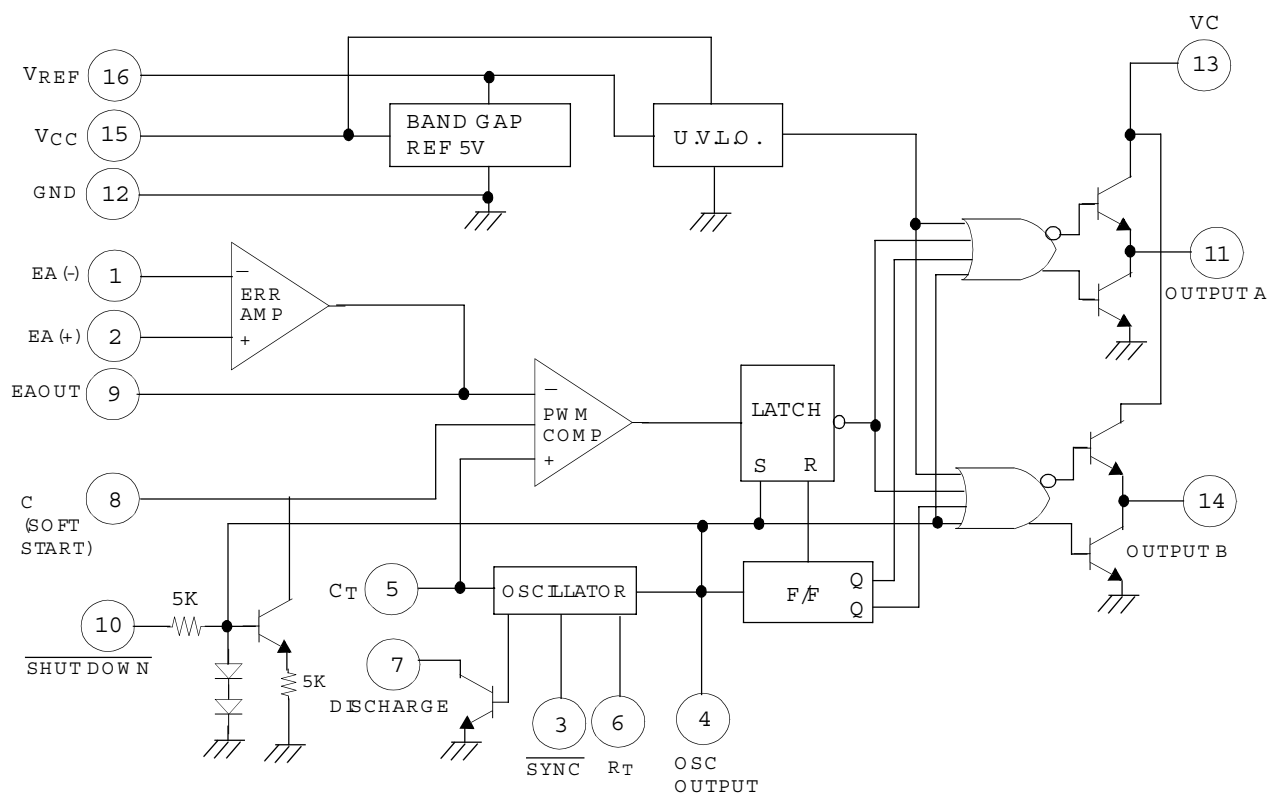 VC
VREF
16
13
VCC
15
BAND GAP
REF 5V
U.V.L.O.
GND
12
EA(-)
1
−
ERR
AMP
+
EA(+)
2
11
OUTPUT A
EAOUT
9
−
PWM
COMP
+
LATCH
S R
C
(SOFT
START)
8
14
OUTPUT B
CT
5
OSCILLATOR
F/F
Q
Q
5K
10
SHUTDOWN
5K
7
DISCHARGE
3
SYNC
6
RT
4
OSC
OUTPUT